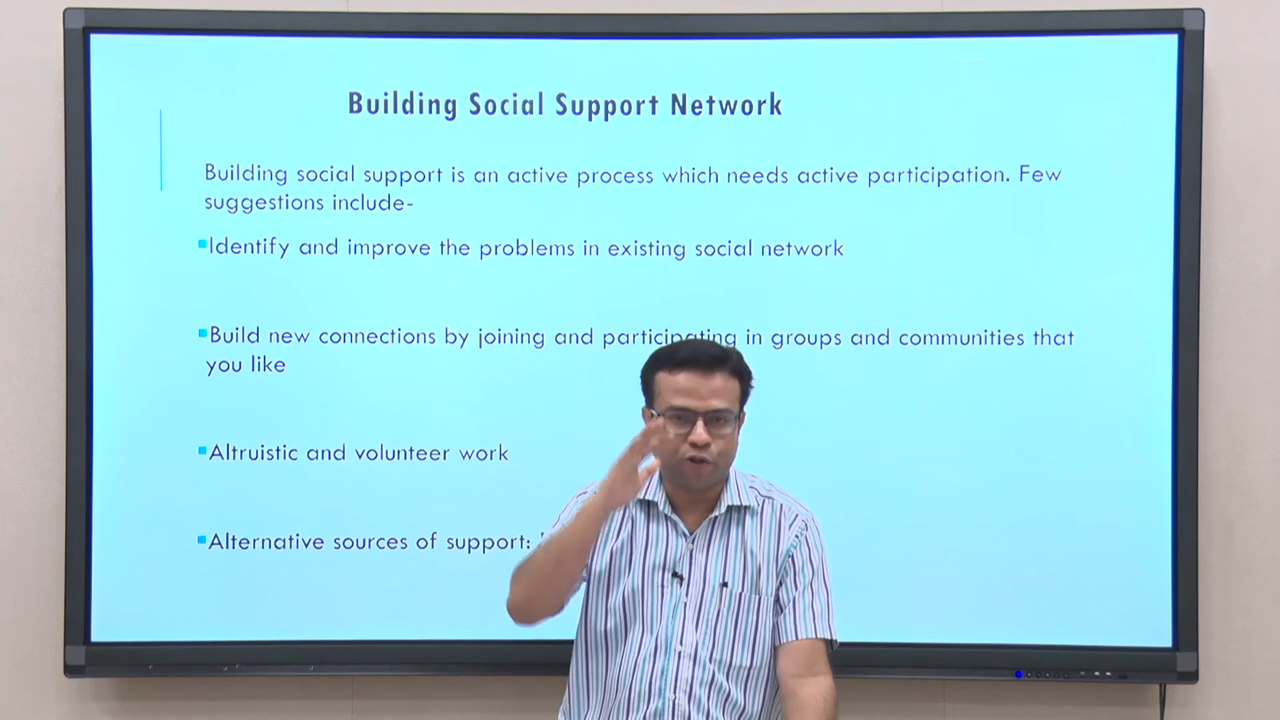 Building Social Support Network
Building social support is an active process which needs active participation. Few
suggestions include-
Identify and improve the problems in existing social network
Build new connections by joining and participating in groups and communities that
you like
Altruistic and volunteer work
Alternative sources of support: